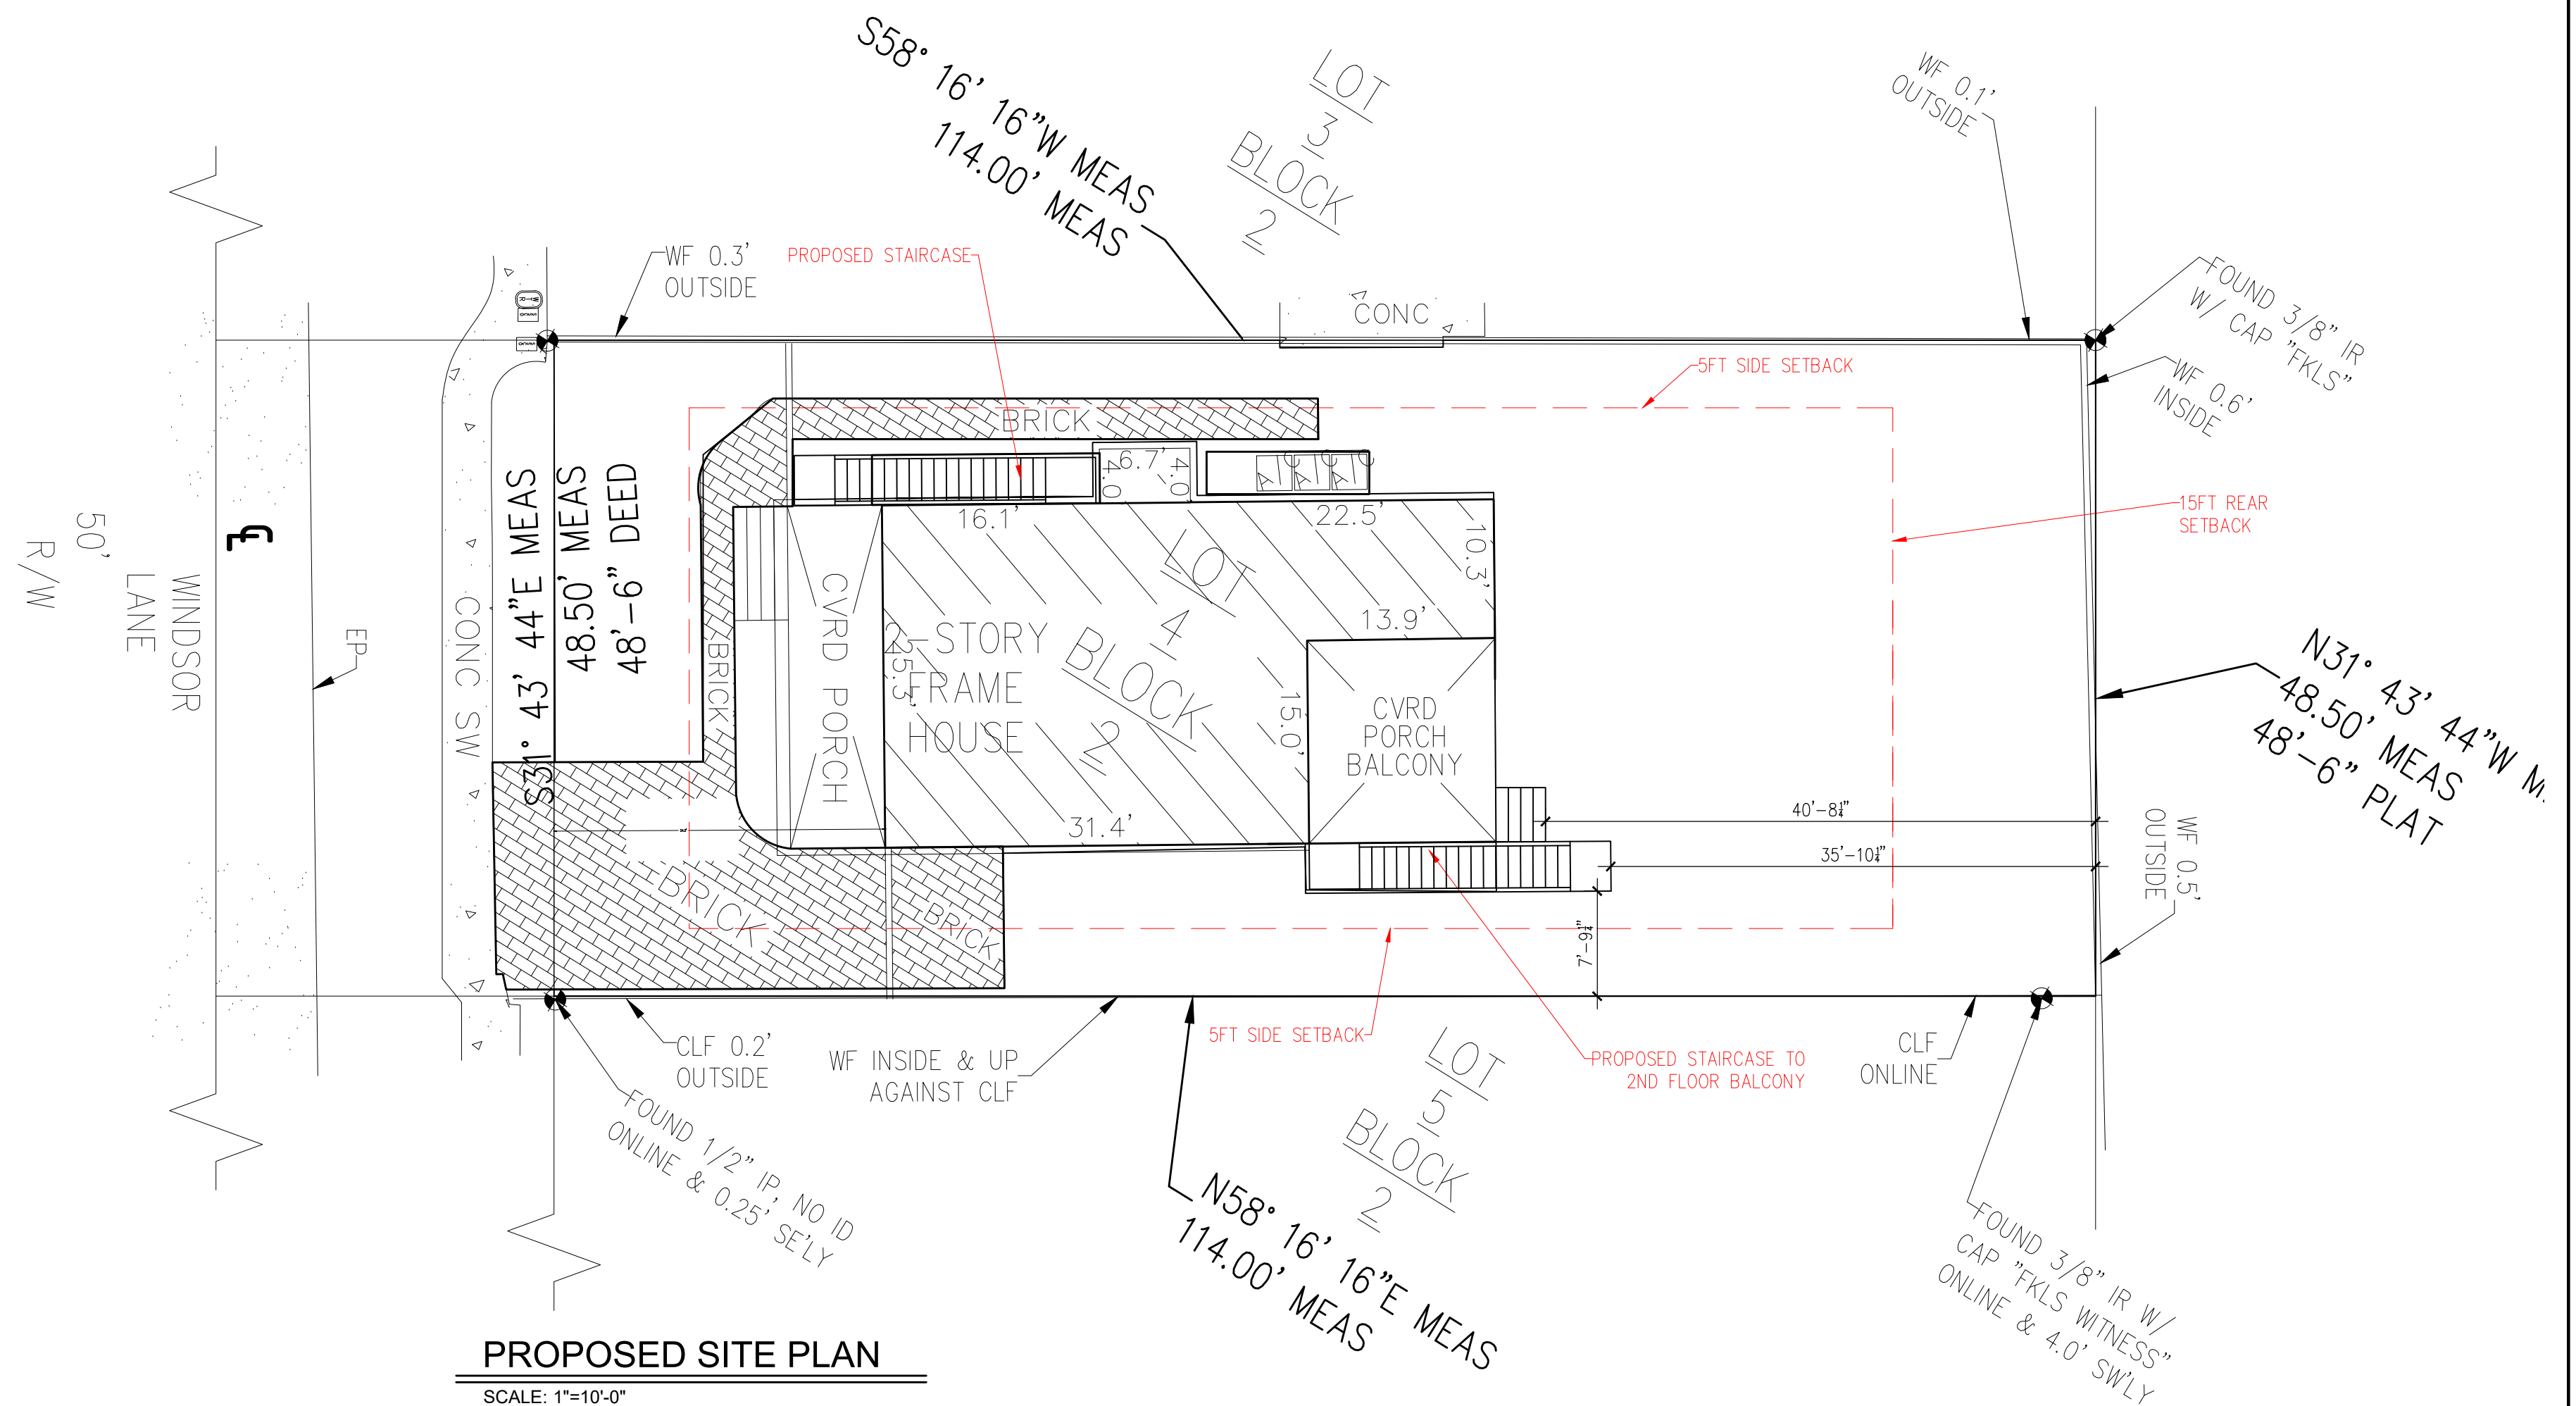 S58° 16' 16"W MEAS
114.00' MEAS
LOT
3
BLOCK
2
WF 0.1'
OUTSIDE
WF 0.3'
OUTSIDE
PROPOSED STAIRCASE
CONC
FOUND 3/8" IR
W/ CAP "FKLS"
WF 0.6'
INSIDE
5FT SIDE SETBACK
15FT REAR
SETBACK
WTR
BRICK
6.7'
4.0'
4.0
A/C
A/C
A/C
16.1'
22.5'
10.3'
13.9'
15.0'
25.3'
31.4'
LOT
4
BLOCK
2
2-STORY
FRAME
HOUSE
CVRD PORCH
CVRD
PORCH
BALCONY
BRICK
BRICK
BRICK
S31° 43' 44"E MEAS
48.50' MEAS
48'-6" DEED
CONC SW
EP
WINDSOR
LANE
50'
R/W
N31° 43' 44"W M
48.50' MEAS
48'-6" PLAT
40'-8¼"
35'-10¼"
7'-9¼"
WF 0.5'
OUTSIDE
5FT SIDE SETBACK
PROPOSED STAIRCASE TO
2ND FLOOR BALCONY
CLF
ONLINE
CLF 0.2'
OUTSIDE
WF INSIDE & UP
AGAINST CLF
LOT
5
BLOCK
2
FOUND 1/2" IP, NO ID
ONLINE & 0.25' SE'LY
N58° 16' 16"E MEAS
114.00' MEAS
FOUND 3/8" IR W/
CAP "FKLS WITNESS"
ONLINE & 4.0' SW'LY
PROPOSED SITE PLAN
SCALE: 1"=10'-0"